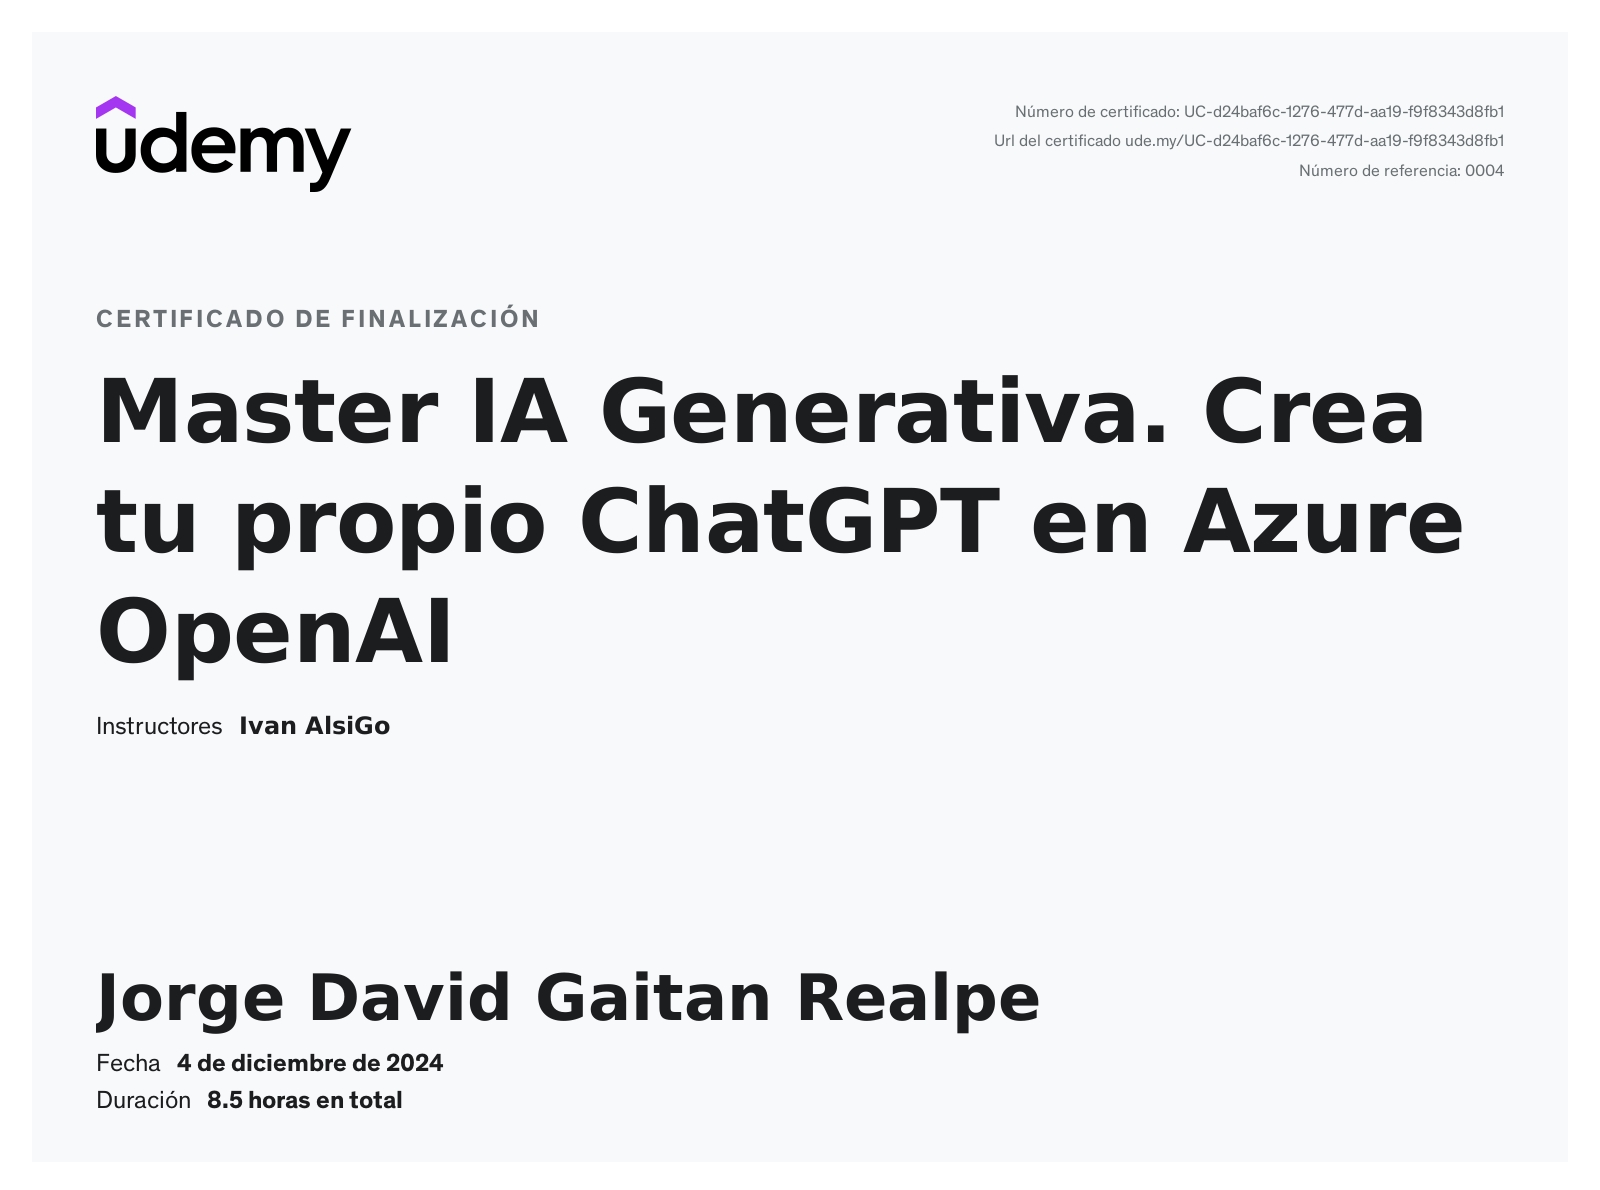 udemy
Número de certificado: UC-d24baf6c-1276-477d-aa19-f9f8343d8fb1
Url del certificado ude.my/UC-d24baf6c-1276-477d-aa19-f9f8343d8fb1
Número de referencia: 0004
CERTIFICADO DE FINALIZACIÓN
Master IA Generativa. Crea
tu propio ChatGPT en Azure
OpenAI
Instructores Ivan AlsiGo
Jorge David Gaitan Realpe
Fecha 4 de diciembre de 2024
Duración 8.5 horas en total